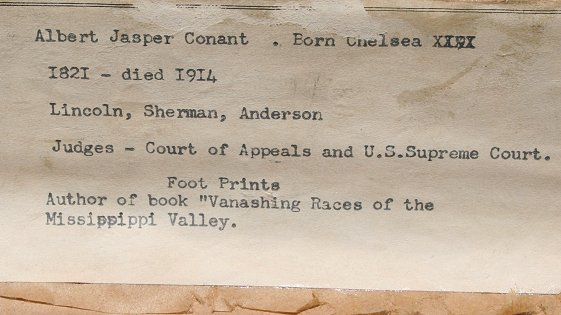 Albert Jasper Conant . Born Chelsea
I82I - died I9I4
Lincoln, Sherman, Anderson
Judges - Court of Appeals and U.S.Supreme Court.
Foot Prints
Author of book "Vanashing Races of the
Missippippi Valley.